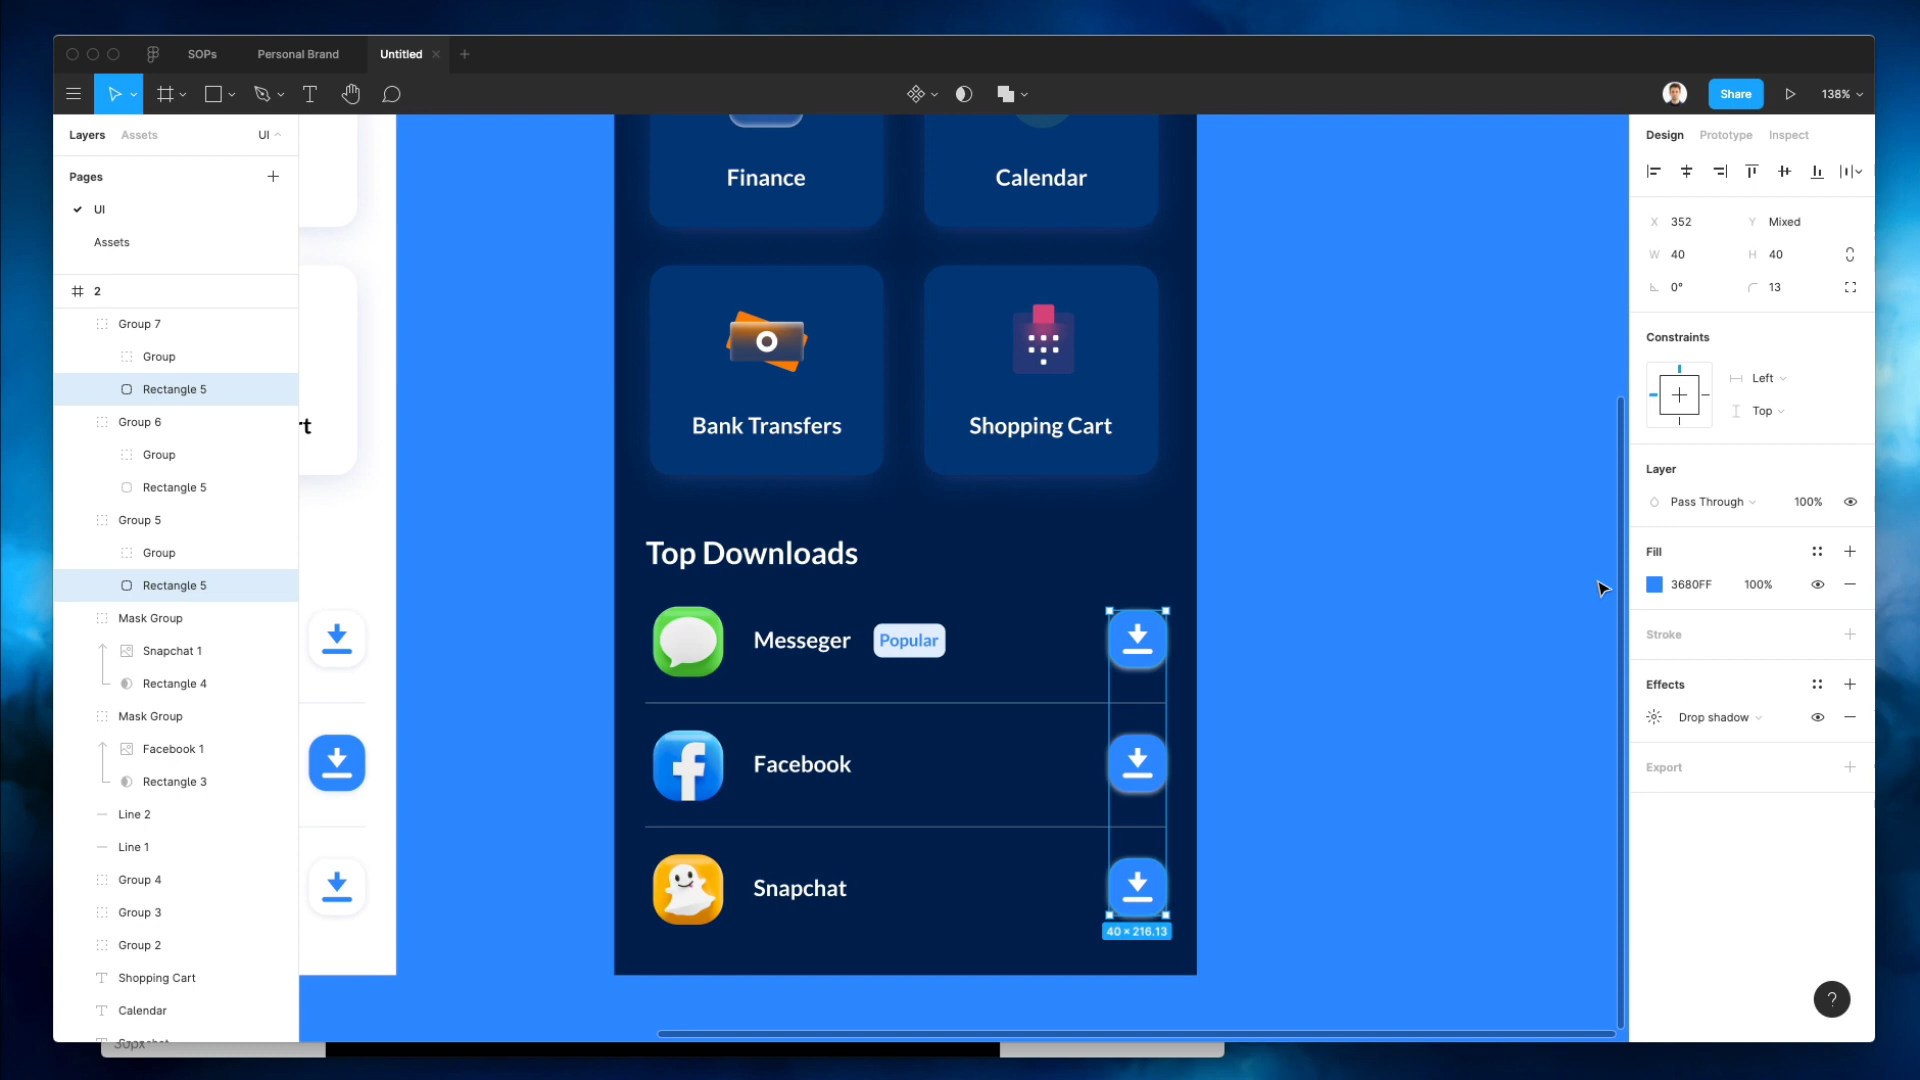 SOPs
Personal Brand
Untitled
Share
138%
Layers
Assets
UI
Pages
UI
Assets
2
Group 7
Group
Rectangle 5
Group 6
Group
Rectangle 5
Group 5
Group
Rectangle 5
Mask Group
Snapchat 1
Rectangle 4
Mask Group
Facebook 1
Rectangle 3
Line 2
Line 1
Group 4
Group 3
Group 2
Shopping Cart
Calendar
Snapchat
30px
rt
Finance
Calendar
Bank Transfers
Shopping Cart
Top Downloads
Messeger
Popular
Facebook
Snapchat
40 × 216.13
Design
Prototype
Inspect
X 352
Y Mixed
W 40
H 40
0°
13
Constraints
Left
Top
Layer
Pass Through
100%
Fill
3680FF
100%
Stroke
Effects
Drop shadow
Export
?